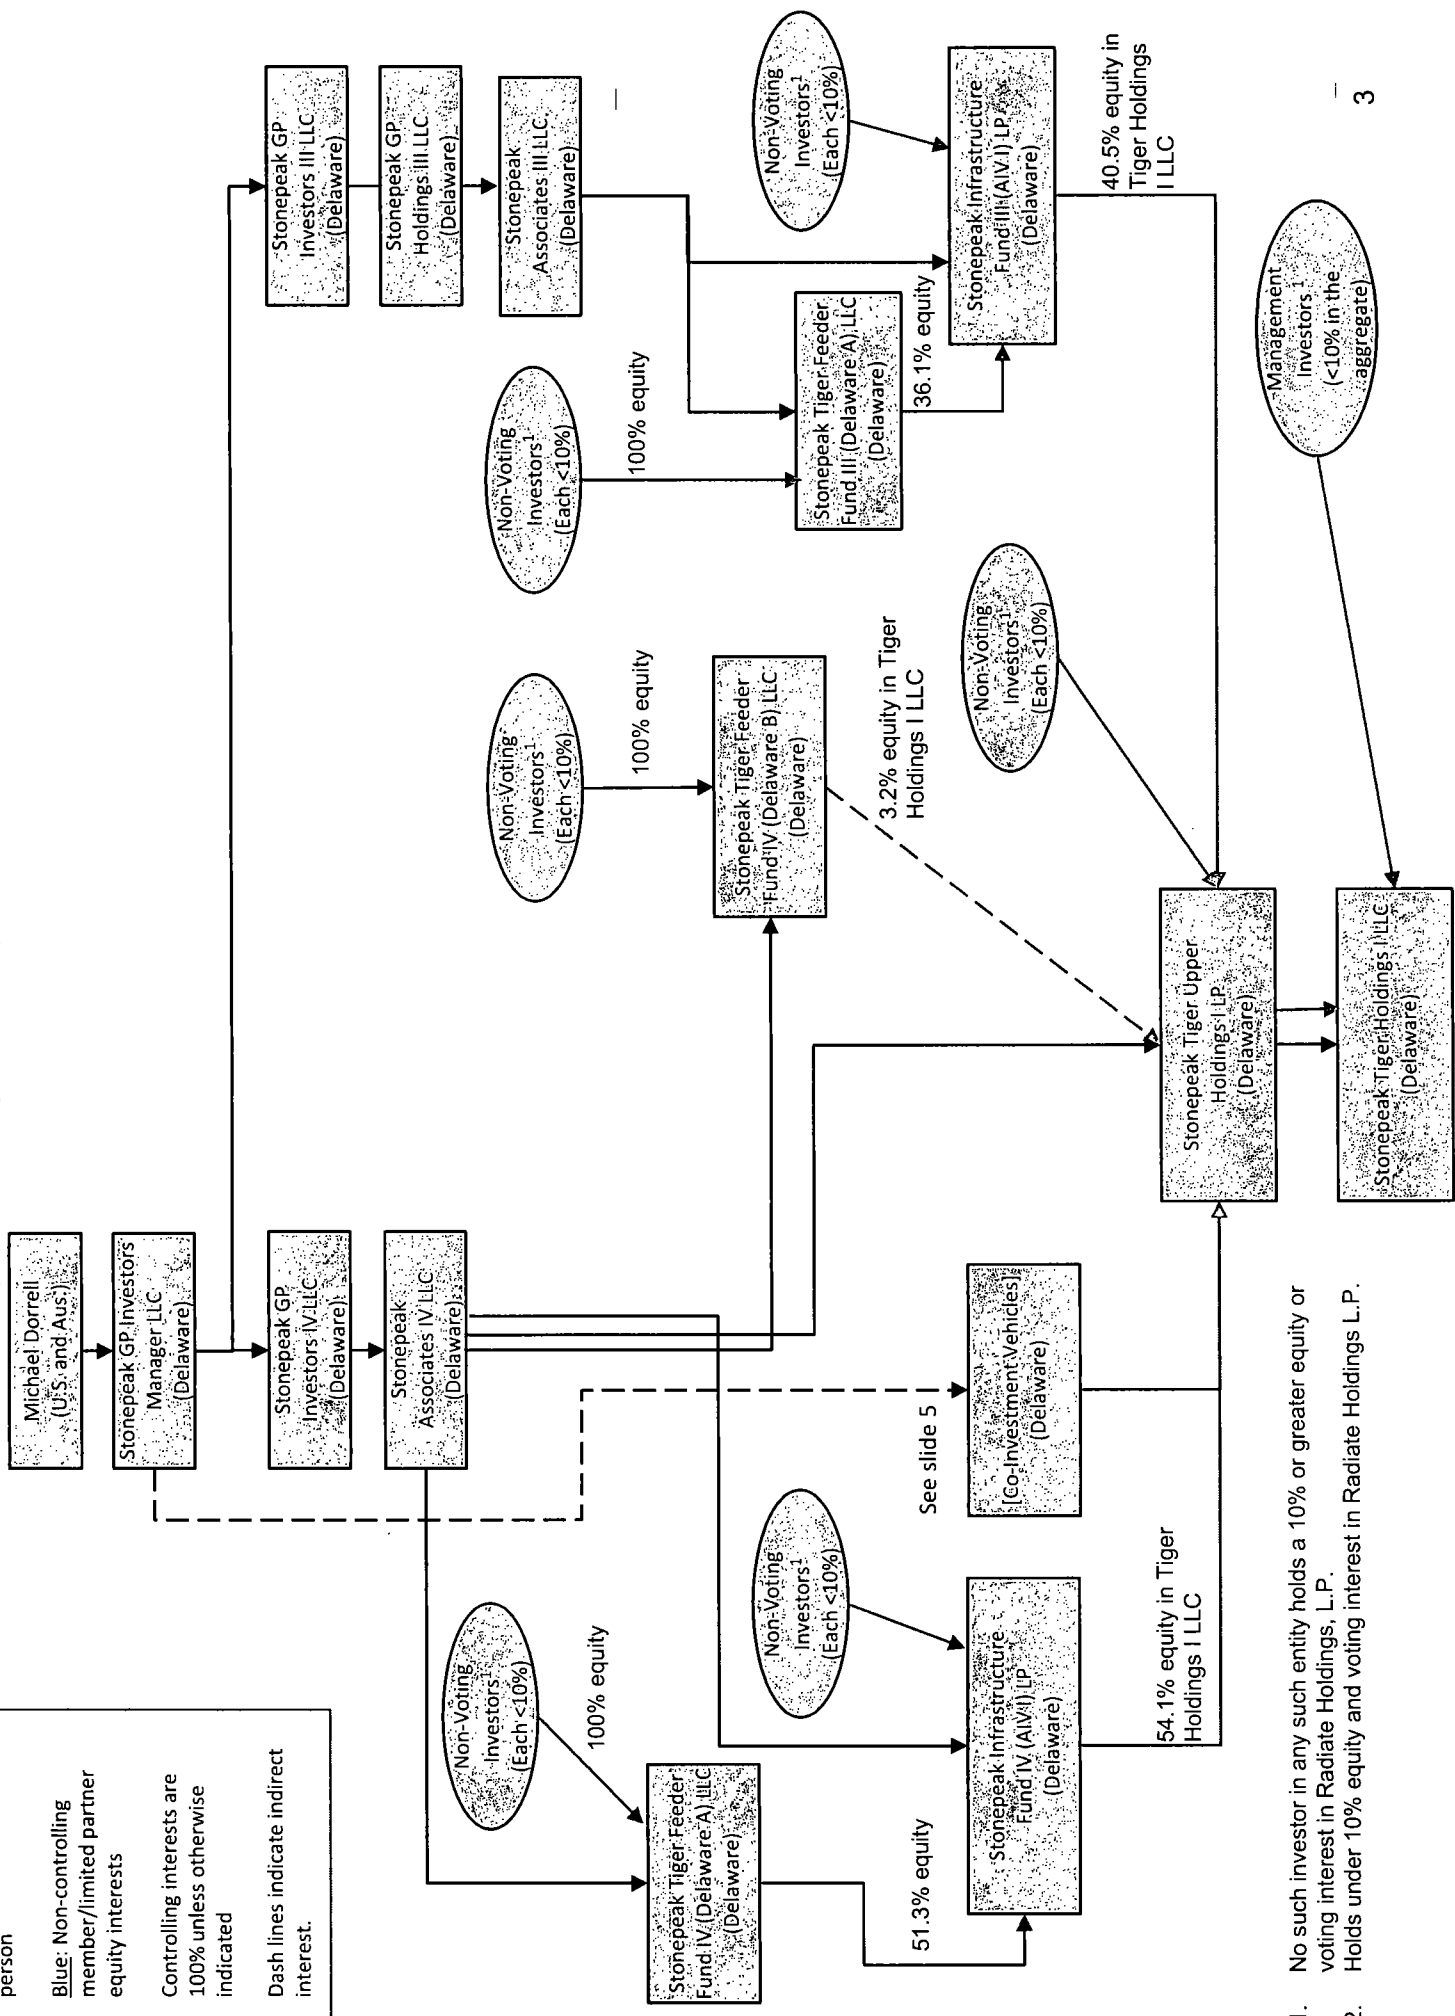 person
Blue: Non-controlling
member/limited partner
equity interests
Controlling interests are
100% unless otherwise
indicated
Dash lines indicate indirect
interest.
Michael Dorrell
(U.S. and Aus.)
Stonepeak GP Investors
Manager LLC
(Delaware)
Stonepeak GP
Investors IV LLC
(Delaware)
Stonepeak
Associates IV LLC
(Delaware)
Stonepeak GP
Investors III LLC
(Delaware)
Stonepeak GP
Holdings III LLC
(Delaware)
Stonepeak
Associates III LLC
(Delaware)
Non-Voting
Investors1
(Each <10%)
100% equity
Stonepeak Tiger Feeder
Fund IV (Delaware A) LLC
(Delaware)
51.3% equity
Non-Voting
Investors1
(Each <10%)
Stonepeak Infrastructure
Fund IV (AIV I) LP
(Delaware)
54.1% equity in Tiger
Holdings I LLC
See slide 5
[Co-Investment Vehicles]
(Delaware)
Non-Voting
Investors1
(Each <10%)
100% equity
Stonepeak Tiger Feeder
Fund IV (Delaware B) LLC
(Delaware)
3.2% equity in Tiger
Holdings I LLC
Non-Voting
Investors1
(Each <10%)
100% equity
Stonepeak Tiger Feeder
Fund III (Delaware A) LLC
(Delaware)
36.1% equity
Non-Voting
Investors1
(Each <10%)
Stonepeak Infrastructure
Fund III (AIV I) LP
(Delaware)
40.5% equity in
Tiger Holdings
I LLC
Non-Voting
Investors1
(Each <10%)
Stonepeak Tiger Upper
Holdings I LP
(Delaware)
Management
Investors 1
(<10% in the
aggregate)
Stonepeak Tiger Holdings I LLC
(Delaware)
1. No such investor in any such entity holds a 10% or greater equity or
voting interest in Radiate Holdings, L.P.
2. Holds under 10% equity and voting interest in Radiate Holdings L.P.
3